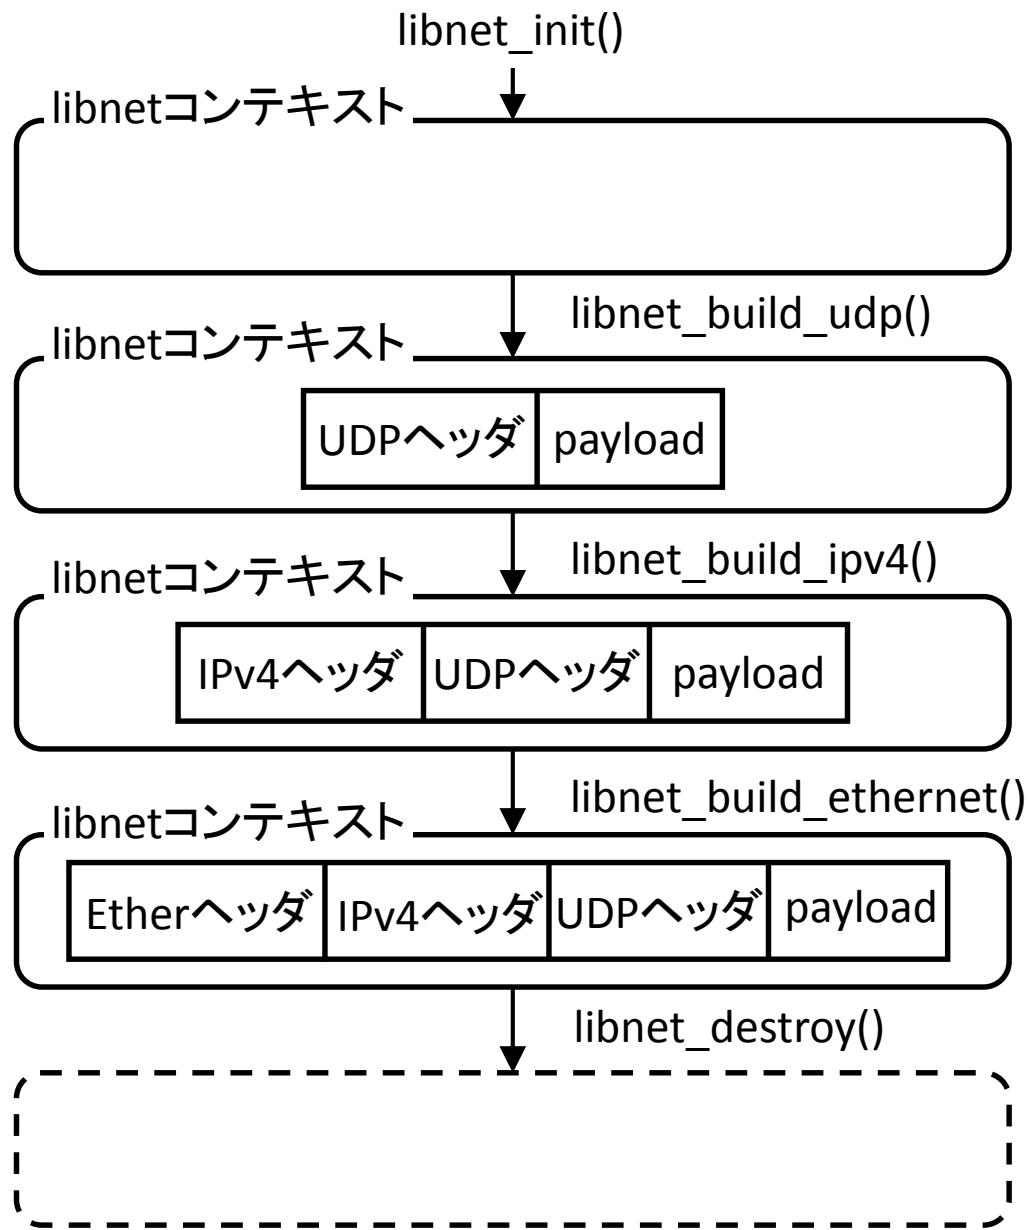 libnet_init()
libnetコンテキスト
libnet_build_udp()
libnetコンテキスト
UDPヘッダ payload
libnet_build_ipv4()
libnetコンテキスト
IPv4ヘッダ UDPヘッダ payload
libnet_build_ethernet()
libnetコンテキスト
Etherヘッダ IPv4ヘッダ UDPヘッダ payload
libnet_destroy()